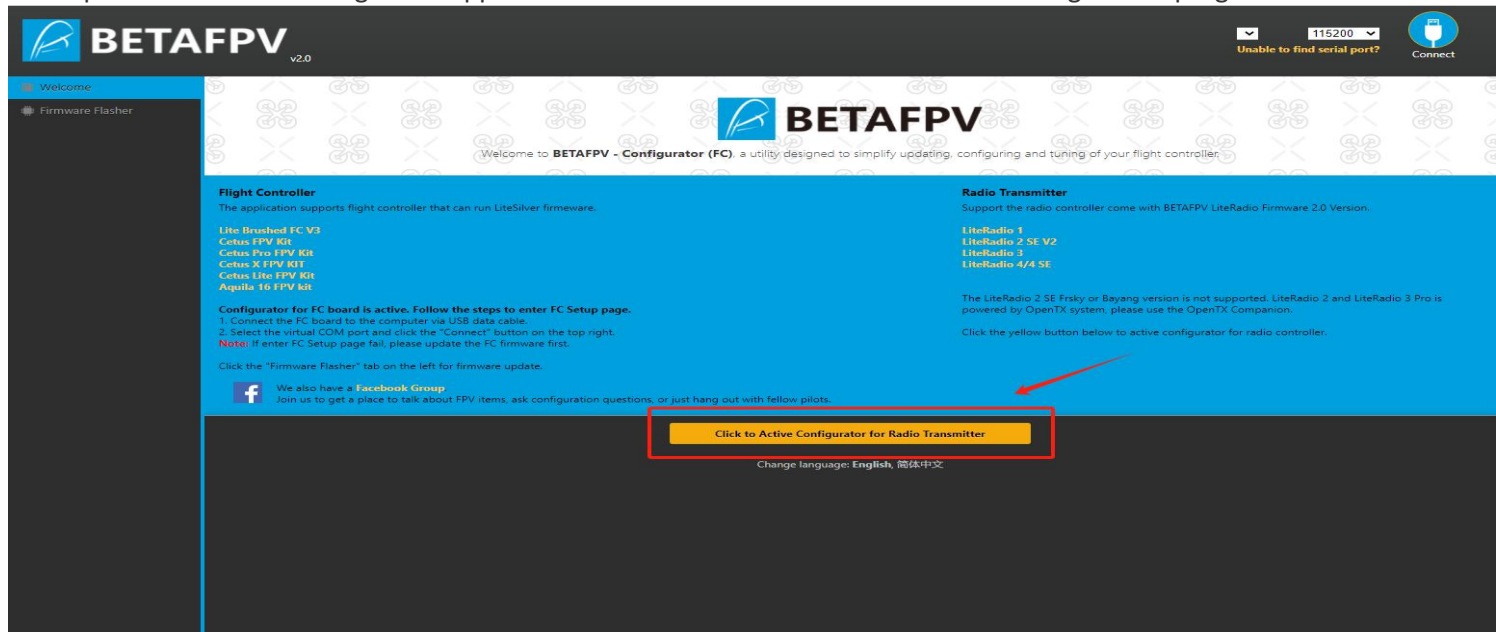 BETAFPV
v2.0
115200
Unable to find serial port?
Connect
Welcome
Firmware Flasher
BETAFPV
Welcome to BETAFPV - Configurator (FC), a utility designed to simplify updating, configuring and tuning of your flight controller.
Flight Controller
The application supports flight controller that can run LiteSilver firmeware.
Lite Brushed FC V3
Cetus FPV Kit
Cetus Pro FPV Kit
Cetus X FPV KIT
Cetus Lite FPV Kit
Aquila 16 FPV kit
Configurator for FC board is active. Follow the steps to enter FC Setup page.
1. Connect the FC board to the computer via USB data cable.
2. Select the virtual COM port and click the "Connect" button on the top right.
Note: If enter FC Setup page fail, please update the FC firmware first.
Click the "Firmware Flasher" tab on the left for firmware update.
We also have a Facebook Group
Join us to get a place to talk about FPV items, ask configuration questions, or just hang out with fellow pilots.
Radio Transmitter
Support the radio controller come with BETAFPV LiteRadio Firmware 2.0 Version.
LiteRadio 1
LiteRadio 2 SE V2
LiteRadio 3
LiteRadio 4/4 SE
The LiteRadio 2 SE Frsky or Bayang version is not supported. LiteRadio 2 and LiteRadio 3 Pro is
powered by OpenTX system, please use the OpenTX Companion.
Click the yellow button below to active configurator for radio controller.
Click to Active Configurator for Radio Transmitter
Change language: English, 简体中文